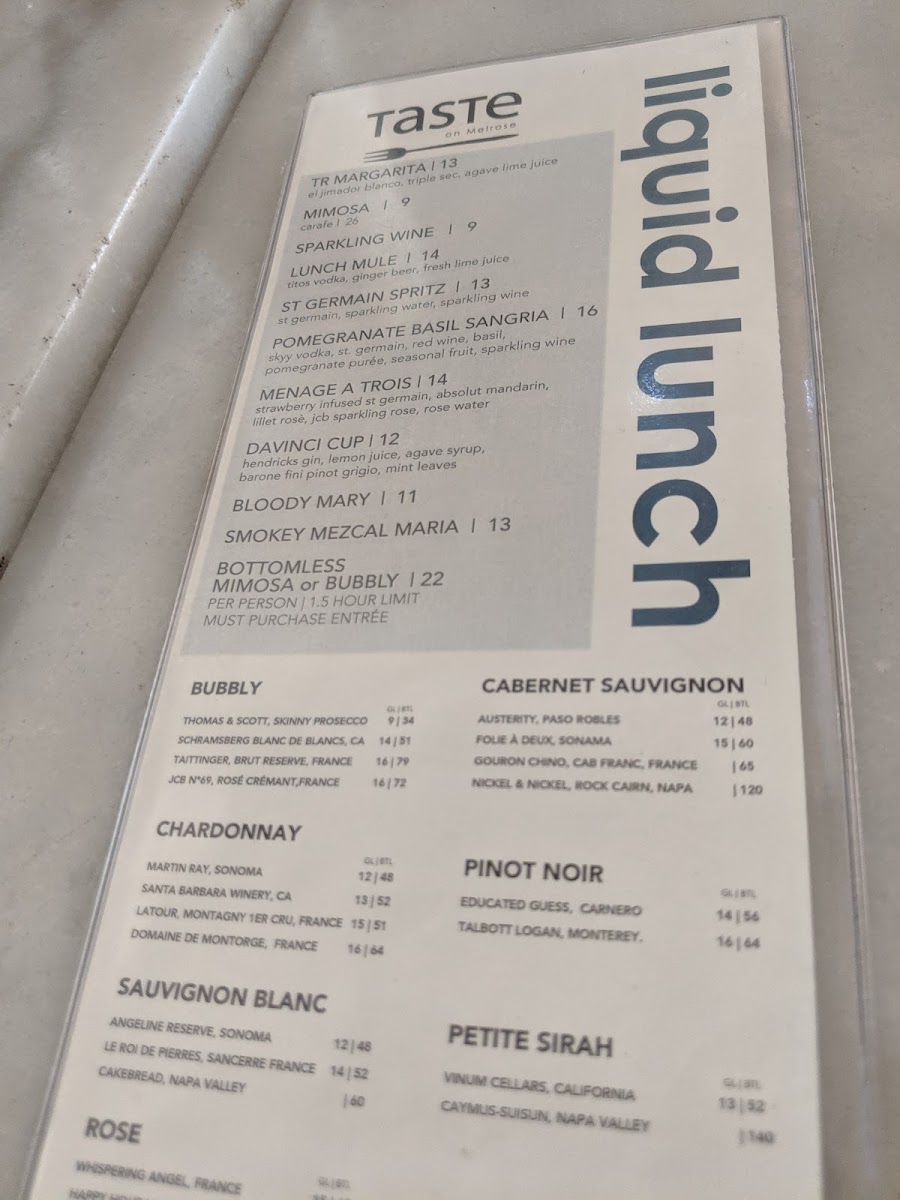 TasTe
on Melrose
liquid lunch
TR MARGARITA | 13
el jimador blanco, triple sec, agave lime juice
MIMOSA | 9
carafe | 26
SPARKLING WINE | 9
LUNCH MULE | 14
titos vodka, ginger beer, fresh lime juice
ST GERMAIN SPRITZ | 13
st germain, sparkling water, sparkling wine
POMEGRANATE BASIL SANGRIA | 16
skyy vodka, st. germain, red wine, basil,
pomegranate purée, seasonal fruit, sparkling wine
MENAGE A TROIS | 14
strawberry infused st germain, absolut mandarin,
lillet rosè, jcb sparkling rose, rose water
DAVINCI CUP | 12
hendricks gin, lemon juice, agave syrup,
barone fini pinot grigio, mint leaves
BLOODY MARY | 11
SMOKEY MEZCAL MARIA | 13
BOTTOMLESS
MIMOSA or BUBBLY | 22
PER PERSON | 1.5 HOUR LIMIT
MUST PURCHASE ENTRÉE
BUBBLY
GL | BTL
THOMAS & SCOTT, SKINNY PROSECCO 9 | 34
SCHRAMSBERG BLANC DE BLANCS, CA 14 | 51
TAITTINGER, BRUT RESERVE, FRANCE 16 | 79
JCB N°69, ROSÉ CRÉMANT,FRANCE 16 | 72
CHARDONNAY
GL | BTL
MARTIN RAY, SONOMA 12 | 48
SANTA BARBARA WINERY, CA 13 | 52
LATOUR, MONTAGNY 1ER CRU, FRANCE 15 | 51
DOMAINE DE MONTORGE, FRANCE 16 | 64
SAUVIGNON BLANC
ANGELINE RESERVE, SONOMA 12 | 48
LE ROI DE PIERRES, SANCERRE FRANCE 14 | 52
CAKEBREAD, NAPA VALLEY | 60
ROSE
GL | BTL
WHISPERING ANGEL, FRANCE
CABERNET SAUVIGNON
GL | BTL
AUSTERITY, PASO ROBLES 12 | 48
FOLIE À DEUX, SONAMA 15 | 60
GOURON CHINO, CAB FRANC, FRANCE | 65
NICKEL & NICKEL, ROCK CAIRN, NAPA | 120
PINOT NOIR
GL | BTL
EDUCATED GUESS, CARNERO 14 | 56
TALBOTT LOGAN, MONTEREY. 16 | 64
PETITE SIRAH
GL | BTL
VINUM CELLARS, CALIFORNIA 13 | 52
CAYMUS-SUISUN, NAPA VALLEY | 140